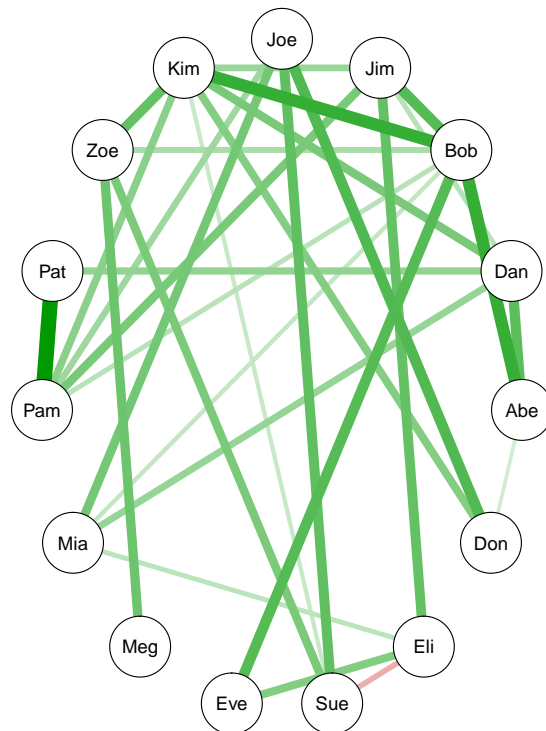 Joe
Kim
Jim
Zoe
Bob
Pat
Dan
Pam
Abe
Mia
Don
Meg
Eli
Eve
Sue